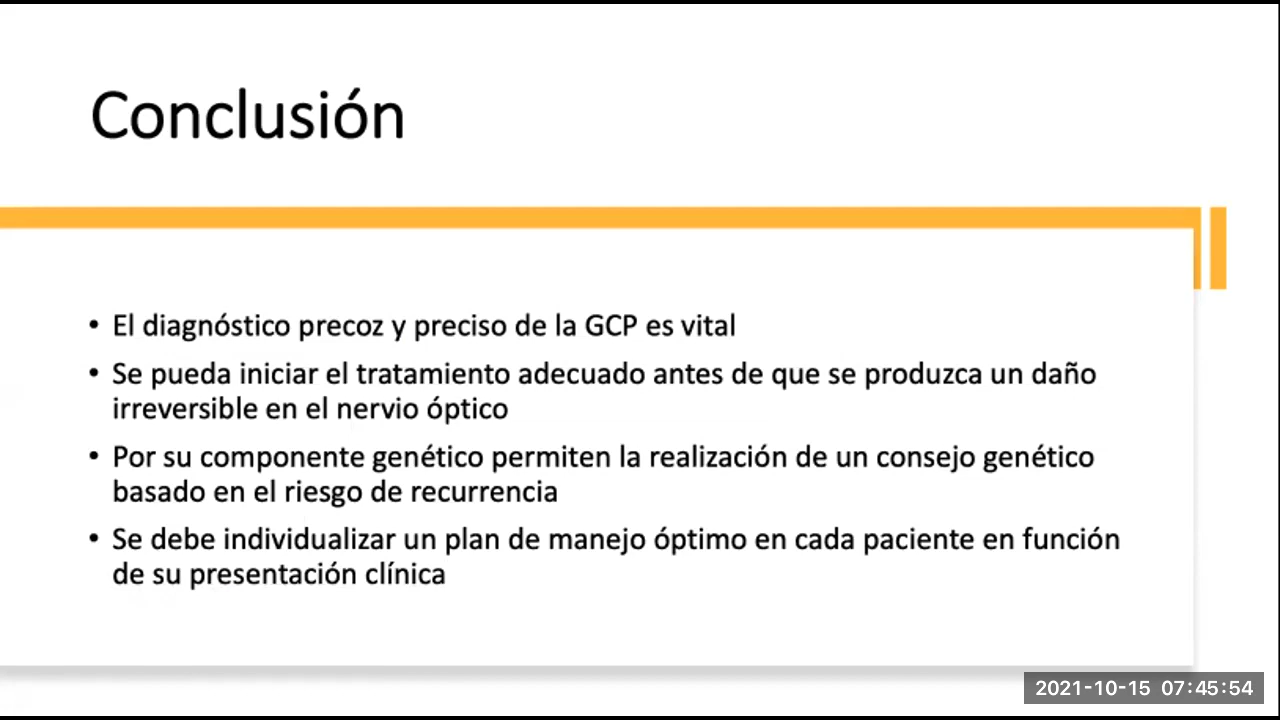 Conclusión
• El diagnóstico precoz y preciso de la GCP es vital
• Se pueda iniciar el tratamiento adecuado antes de que se produzca un daño
irreversible en el nervio óptico
• Por su componente genético permiten la realización de un consejo genético
basado en el riesgo de recurrencia
• Se debe individualizar un plan de manejo óptimo en cada paciente en función
de su presentación clínica
2021-10-15 07:45:54